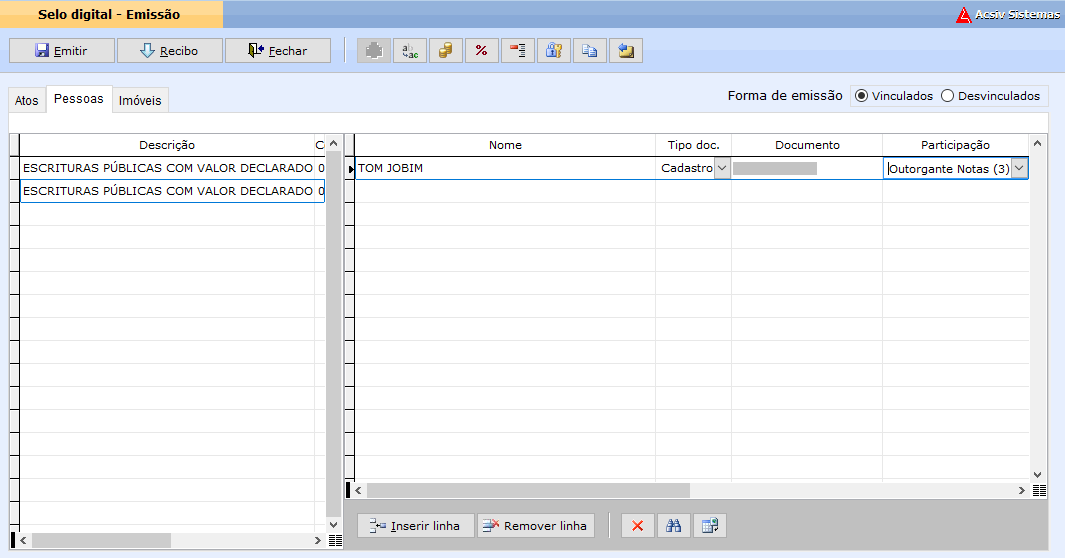 Selo digital - Emissão
Acsiv Sistemas
Emitir
Recibo
Fechar
ab
ac
%
Atos
Pessoas
Imóveis
Forma de emissão
Vinculados
Desvinculados
Descrição
Nome
Tipo doc.
Documento
Participação
ESCRITURAS PÚBLICAS COM VALOR DECLARADO 0
TOM JOBIM
Cadastro
Outorgante Notas (3)
ESCRITURAS PÚBLICAS COM VALOR DECLARADO 0
Inserir linha
Remover linha